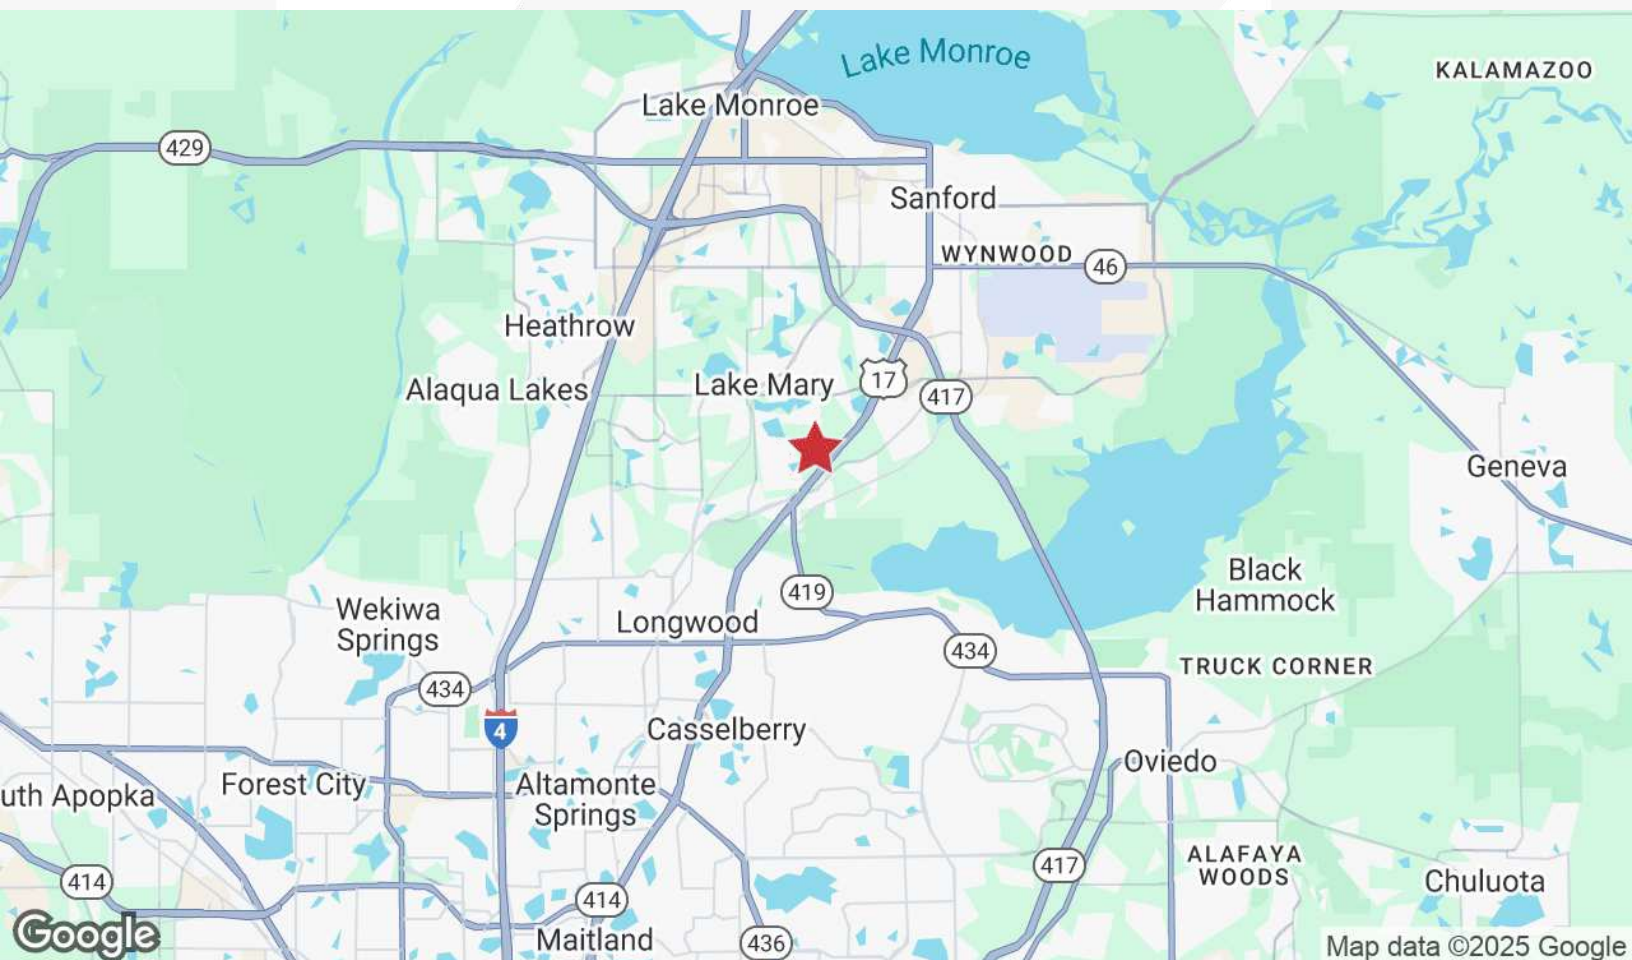 Lake Monroe
KALAMAZOO
Lake Monroe
429
Sanford
WYNWOOD
46
Heathrow
Alaqua Lakes
Lake Mary
17
417
Geneva
Black
Hammock
419
Wekiwa
Springs
Longwood
434
TRUCK CORNER
434
4
Casselberry
Oviedo
uth Apopka
Forest City
Altamonte
Springs
417
ALAFAYA
WOODS
414
414
Chuluota
Google
Maitland
436
Map data ©2025 Google